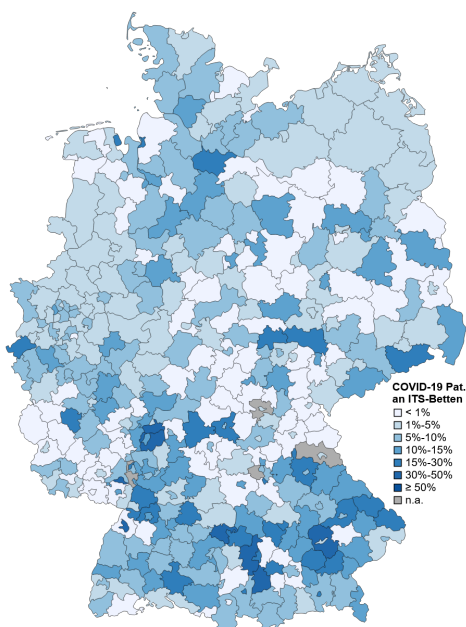 COVID-19 Pat.
an ITS-Betten
< 1%
1%-5%
5%-10%
10%-15%
15%-30%
30%-50%
≥ 50%
n.a.